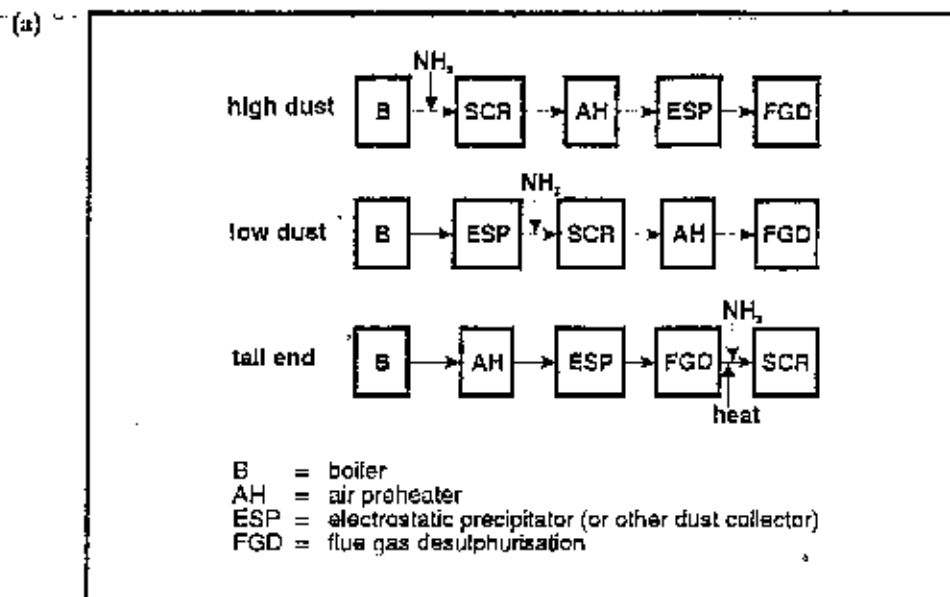 (a)
NH₃
high dust B SCR AH ESP FGD
NH₃
low dust B ESP SCR AH FGD
NH₃
tail end B AH ESP FGD SCR
heat
B = boiler
AH = air preheater
ESP = electrostatic precipitator (or other dust collector)
FGD = flue gas desulphurisation